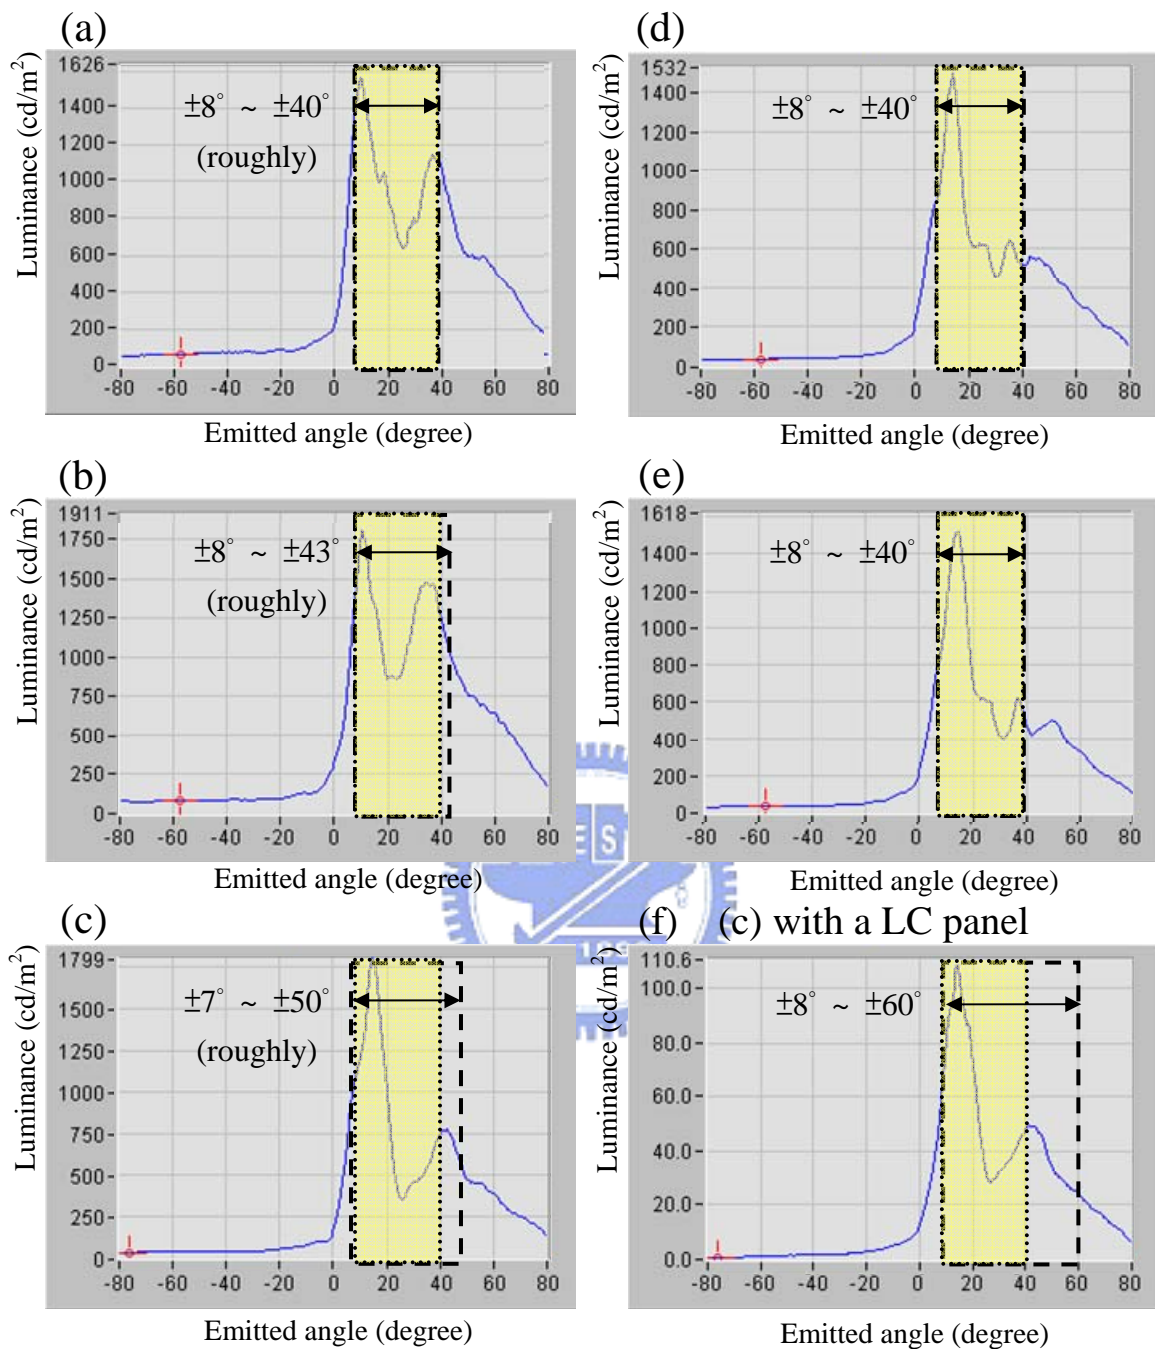 (a)
Luminance (cd/m²)
1626
1400
1200
1000
800
600
400
200
0
±8° ~ ±40°
(roughly)
-80 -60 -40 -20 0 20 40 60 80
Emitted angle (degree)
(d)
Luminance (cd/m²)
1532
1400
1200
1000
800
600
400
200
0
±8° ~ ±40°
-80 -60 -40 -20 0 20 40 60 80
Emitted angle (degree)
(b)
Luminance (cd/m²)
1911
1750
1500
1250
1000
750
500
250
0
±8° ~ ±43°
(roughly)
-80 -60 -40 -20 0 20 40 60 80
Emitted angle (degree)
(e)
Luminance (cd/m²)
1618
1400
1200
1000
800
600
400
200
0
±8° ~ ±40°
-80 -60 -40 -20 0 20 40 60 80
Emitted angle (degree)
(c)
Luminance (cd/m²)
1799
1500
1250
1000
750
500
250
0
±7° ~ ±50°
(roughly)
-80 -60 -40 -20 0 20 40 60 80
Emitted angle (degree)
(f) (c) with a LC panel
Luminance (cd/m²)
110.6
100.0
80.0
60.0
40.0
20.0
0.0
±8° ~ ±60°
-80 -60 -40 -20 0 20 40 60 80
Emitted angle (degree)
E S